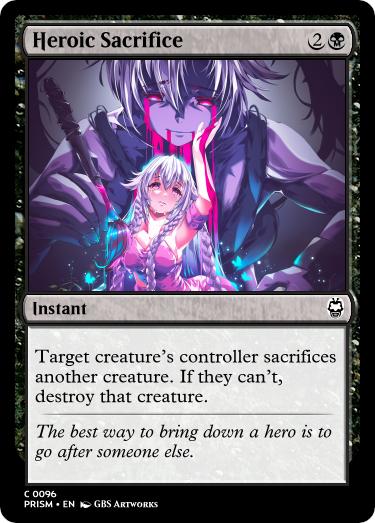 Heroic Sacrifice 2
Instant
Target creature's controller sacrifices
another creature. If they can't,
destroy that creature.
The best way to bring down a hero is to
go after someone else.
C 0096
PRISM • EN GBS Artworks